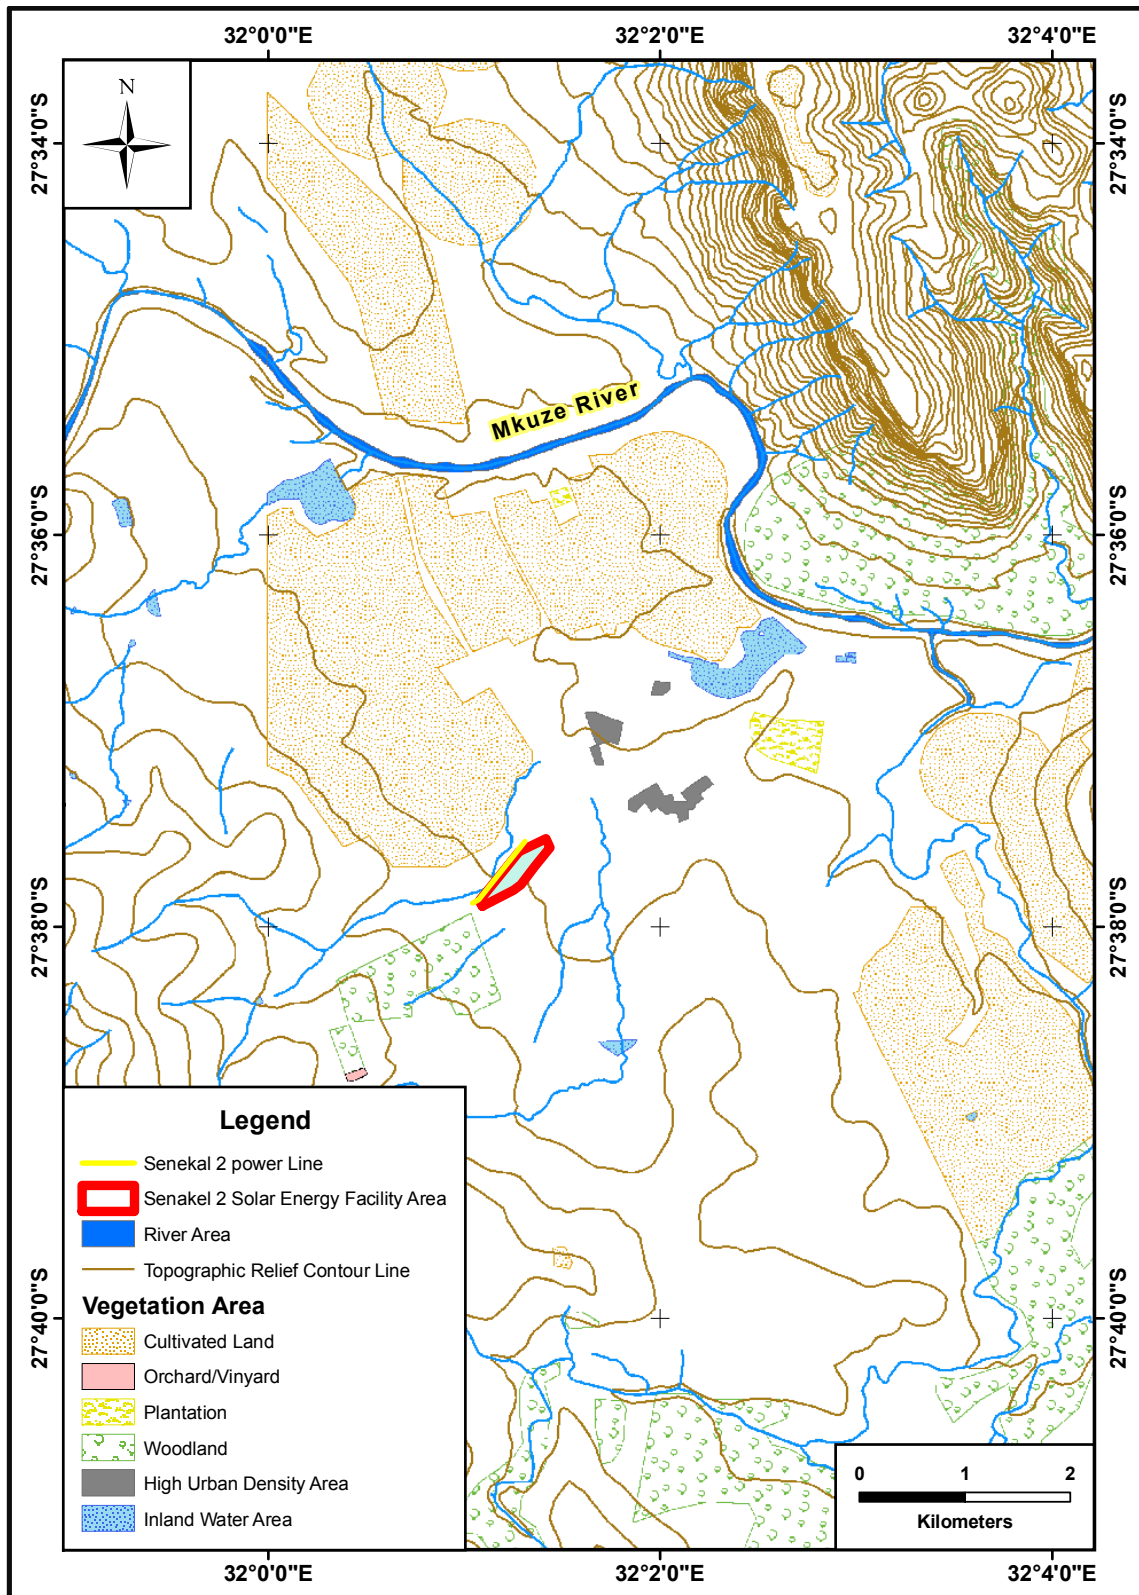 32°0'0"E 32°2'0"E 32°4'0"E
N
27°34'0"S 27°34'0"S
Mkuze River
27°36'0"S 27°36'0"S
27°38'0"S 27°38'0"S
27°40'0"S 27°40'0"S
Legend
Senekal 2 power Line
Senakel 2 Solar Energy Facility Area
River Area
Topographic Relief Contour Line
Vegetation Area
Cultivated Land
Orchard/Vinyard
Plantation
Woodland
High Urban Density Area
Inland Water Area
0 1 2
Kilometers
32°0'0"E 32°2'0"E 32°4'0"E